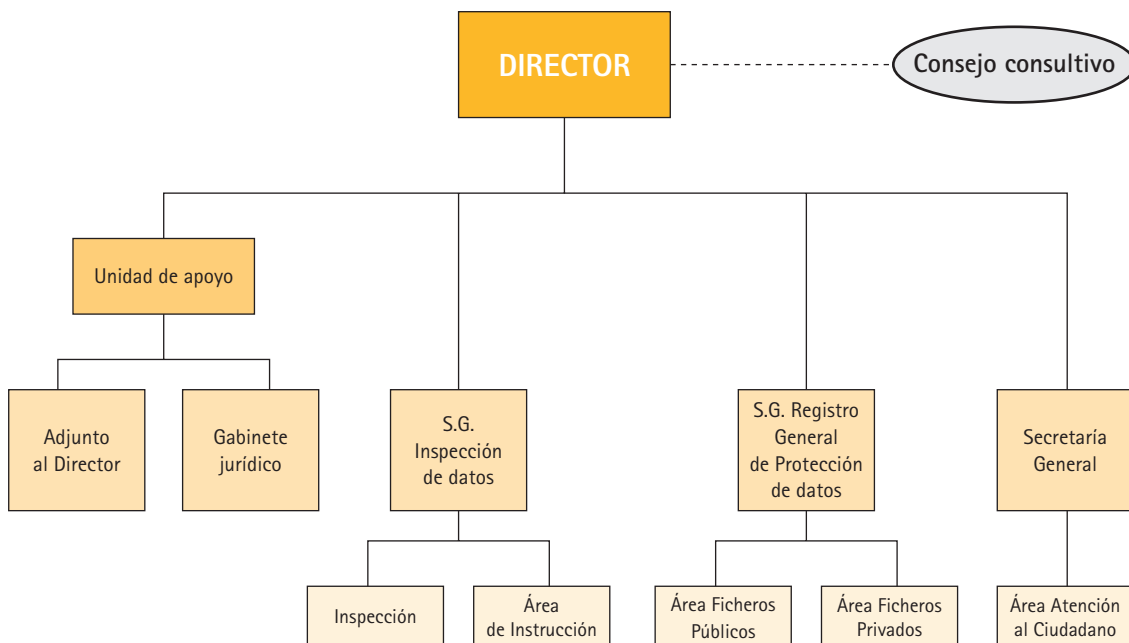 DIRECTOR
Consejo consultivo
Unidad de apoyo
Adjunto
al Director
Gabinete
jurídico
S.G.
Inspección
de datos
S.G. Registro
General
de Protección
de datos
Secretaría
General
Inspección
Área
de Instrucción
Área Ficheros
Públicos
Área Ficheros
Privados
Área Atención
al Ciudadano